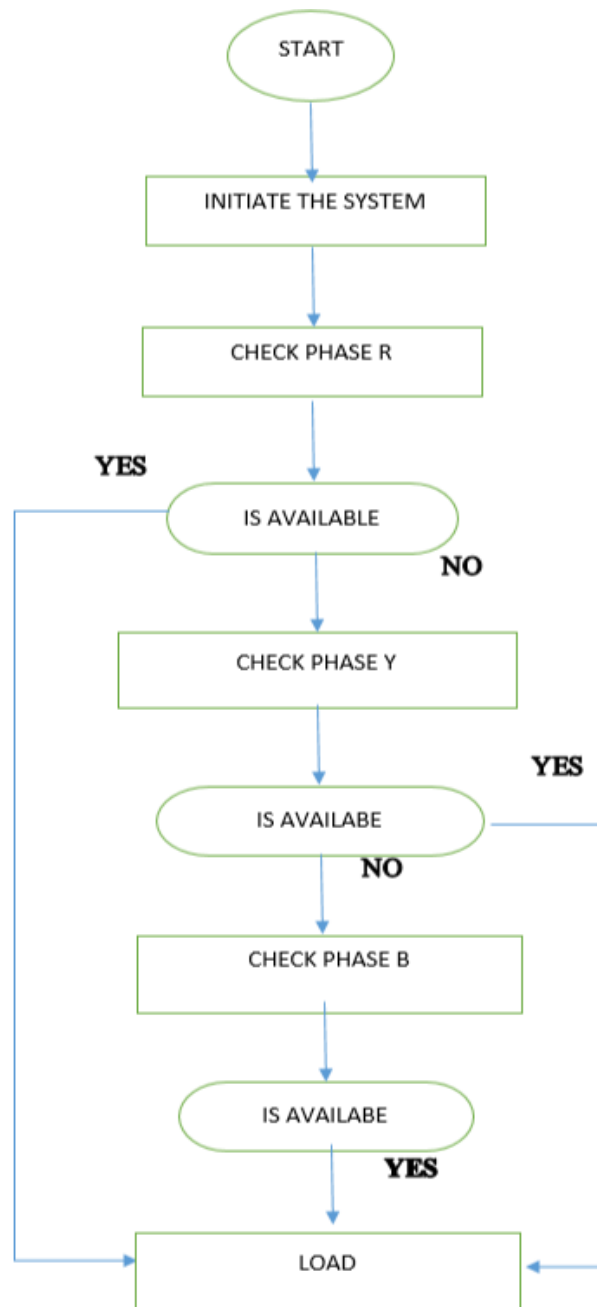 START
INITIATE THE SYSTEM
CHECK PHASE R
YES
IS AVAILABLE
NO
CHECK PHASE Y
YES
IS AVAILABE
NO
CHECK PHASE B
IS AVAILABE
YES
LOAD